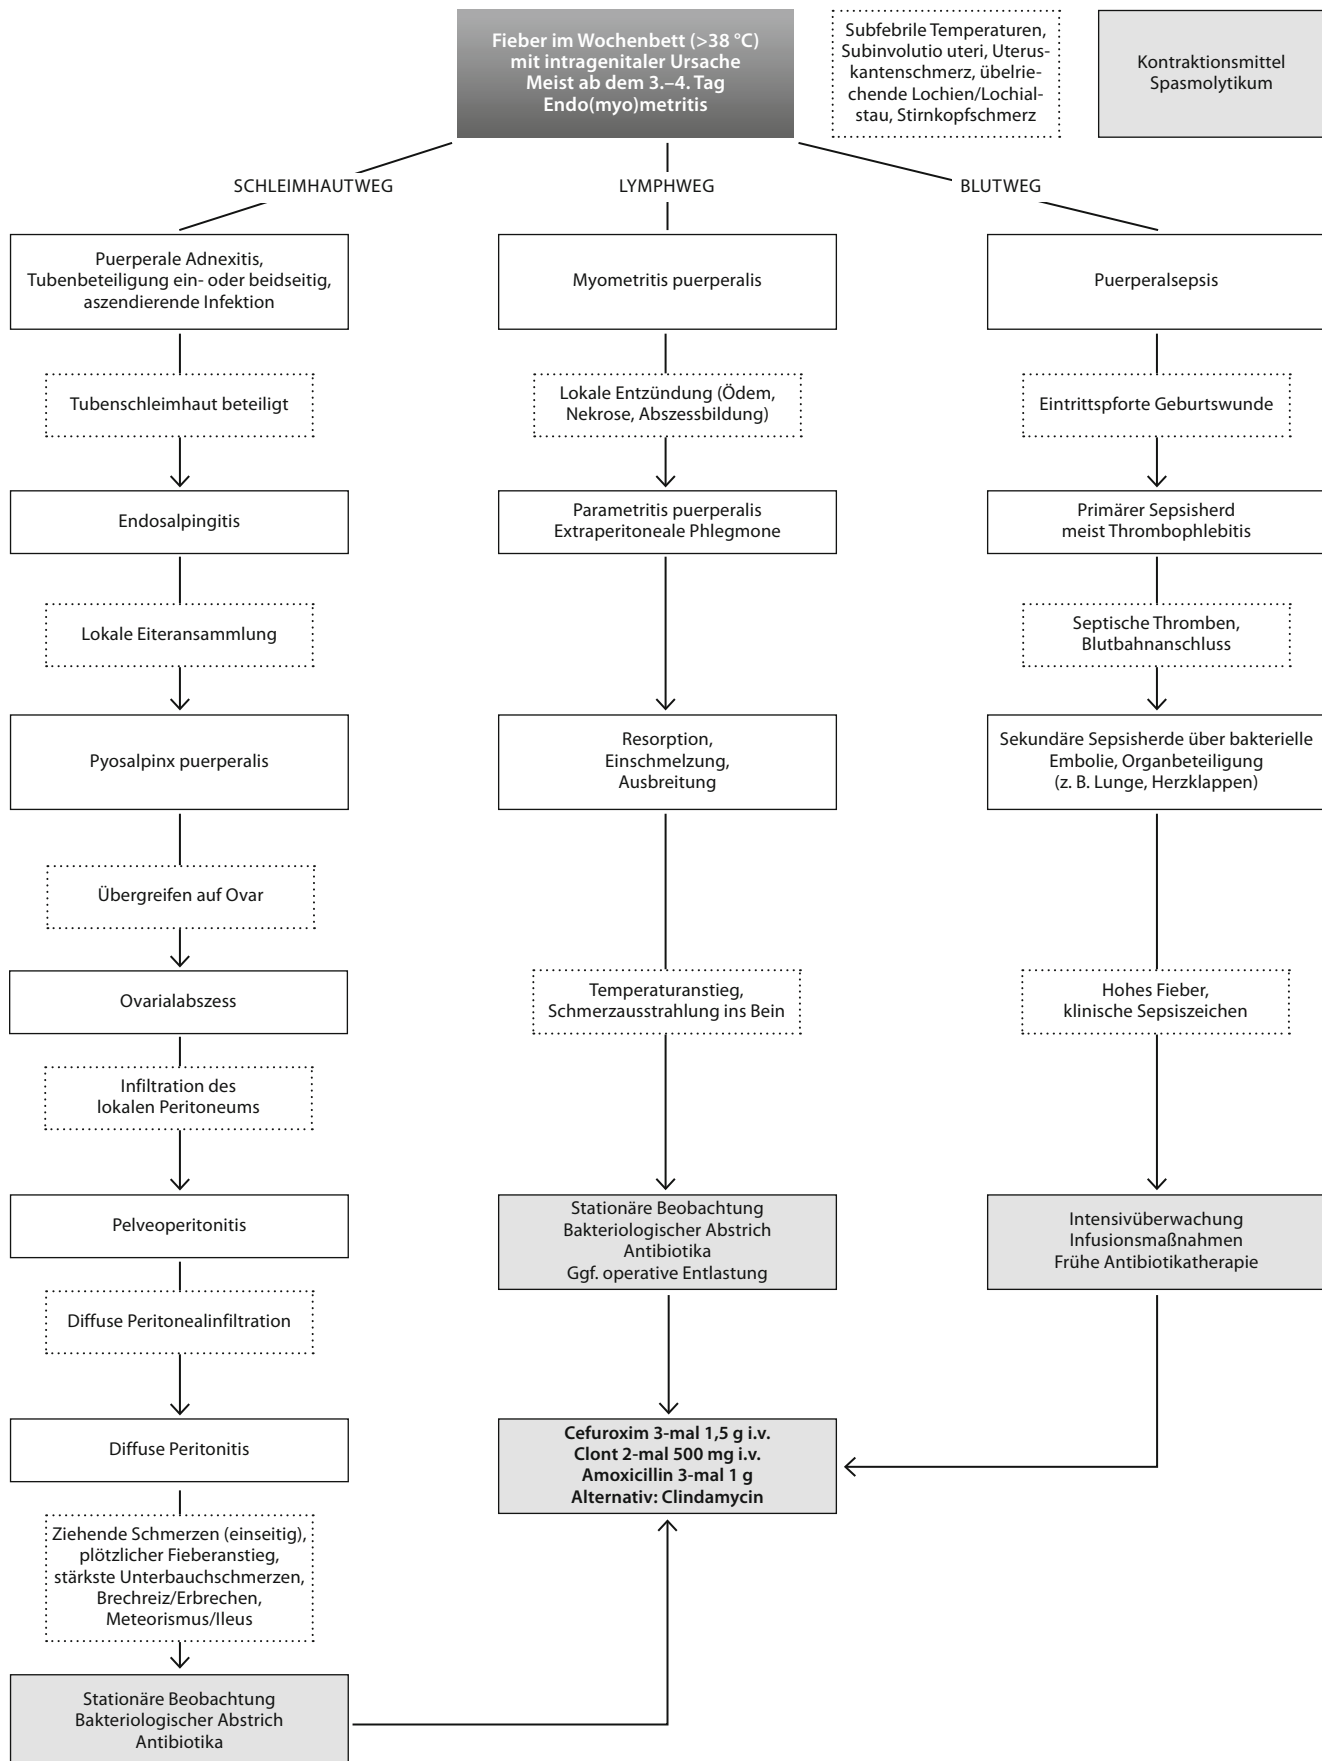 Fieber im Wochenbett (>38 °C)
mit intragenitaler Ursache
Meist ab dem 3.–4. Tag
Endo(myo)metritis
Subfebrile Temperaturen,
Subinvolutio uteri, Uterus-
kantenschmerz, übelrie-
chende Lochien/Lochial-
stau, Stirnkopfschmerz
Kontraktionsmittel
Spasmolytikum
SCHLEIMHAUTWEG
LYMPHWEG
BLUTWEG
Puerperale Adnexitis,
Tubenbeteiligung ein- oder beidseitig,
aszendierende Infektion
Myometritis puerperalis
Puerperalsepsis
Tubenschleimhaut beteiligt
Lokale Entzündung (Ödem,
Nekrose, Abszessbildung)
Eintrittspforte Geburtswunde
Endosalpingitis
Parametritis puerperalis
Extraperitoneale Phlegmone
Primärer Sepsisherd
meist Thrombophlebitis
Lokale Eiteransammlung
Septische Thromben,
Blutbahnanschluss
Pyosalpinx puerperalis
Resorption,
Einschmelzung,
Ausbreitung
Sekundäre Sepsisherde über bakterielle
Embolie, Organbeteiligung
(z. B. Lunge, Herzklappen)
Übergreifen auf Ovar
Ovarialabszess
Temperaturanstieg,
Schmerzausstrahlung ins Bein
Hohes Fieber,
klinische Sepsiszeichen
Infiltration des
lokalen Peritoneums
Pelveoperitonitis
Stationäre Beobachtung
Bakteriologischer Abstrich
Antibiotika
Ggf. operative Entlastung
Intensivüberwachung
Infusionsmaßnahmen
Frühe Antibiotikatherapie
Diffuse Peritonealinfiltration
Diffuse Peritonitis
Cefuroxim 3-mal 1,5 g i.v.
Clont 2-mal 500 mg i.v.
Amoxicillin 3-mal 1 g
Alternativ: Clindamycin
Ziehende Schmerzen (einseitig),
plötzlicher Fieberanstieg,
stärkste Unterbauchschmerzen,
Brechreiz/Erbrechen,
Meteorismus/Ileus
Stationäre Beobachtung
Bakteriologischer Abstrich
Antibiotika